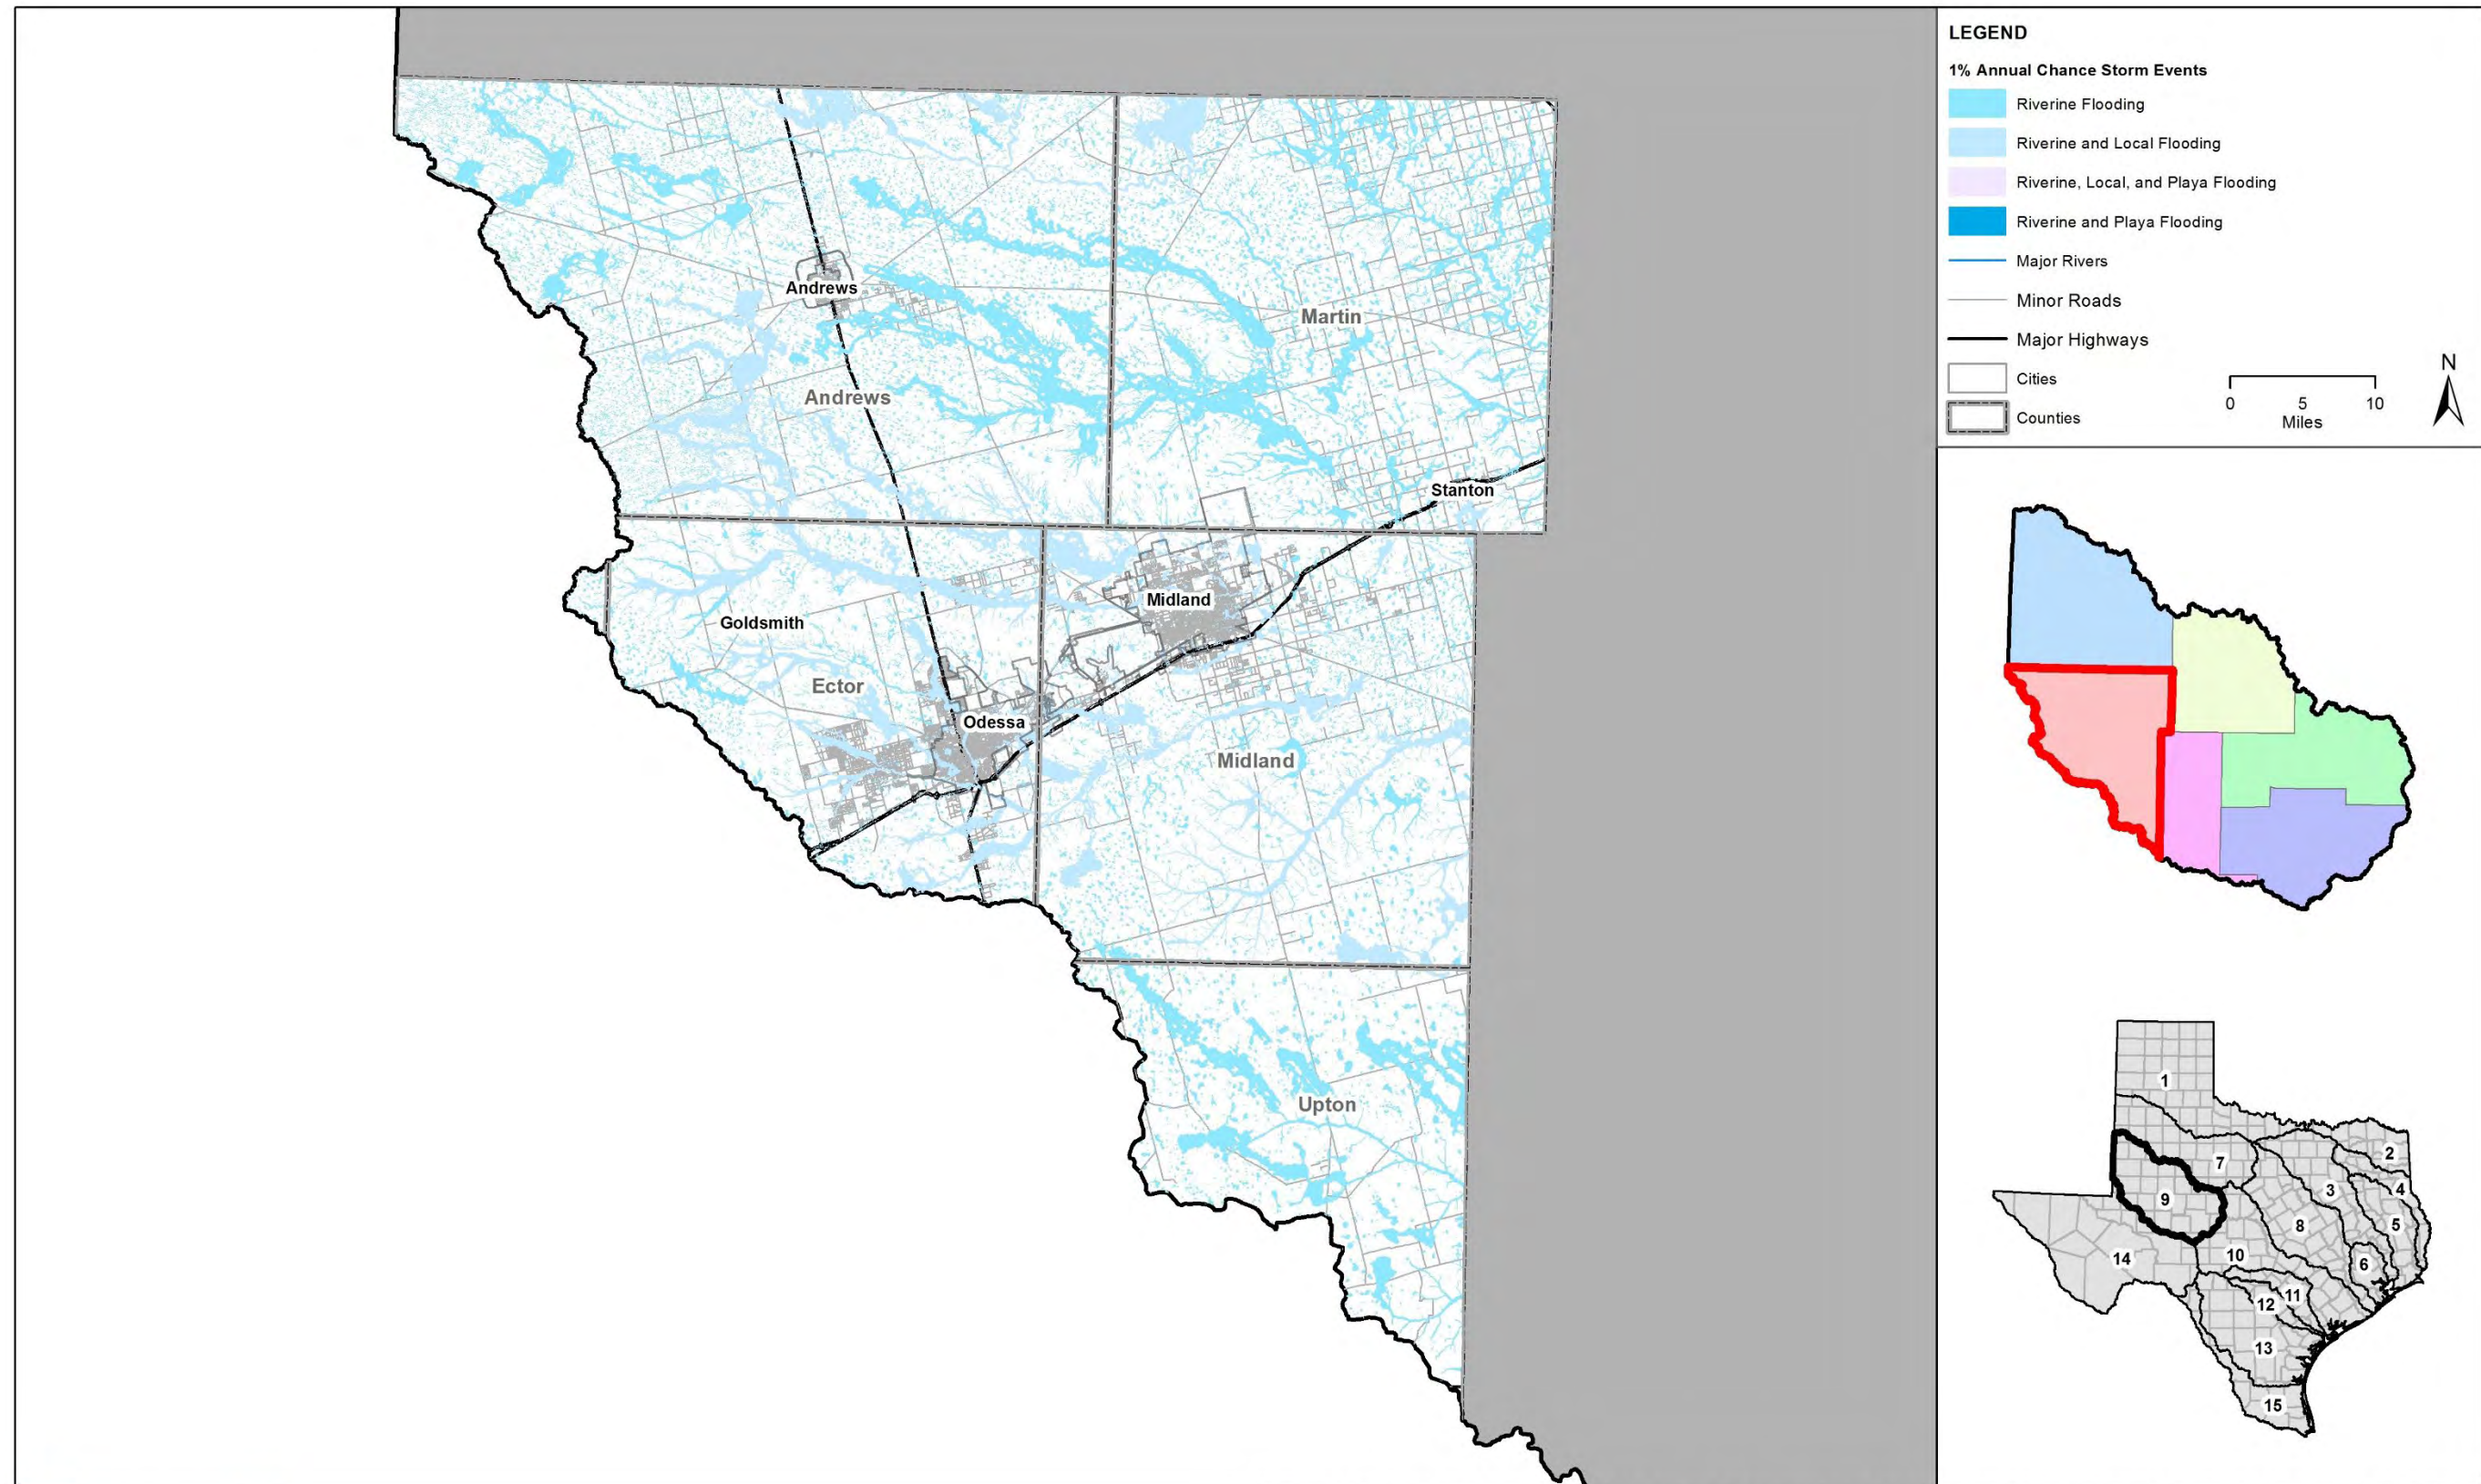 LEGEND
1% Annual Chance Storm Events
Riverine Flooding
Riverine and Local Flooding
Riverine, Local, and Playa Flooding
Riverine and Playa Flooding
Major Rivers
Minor Roads
Major Highways
Cities
Counties
N
0 5 10
Miles
Andrews
Martin
Andrews
Stanton
Midland
Goldsmith
Ector
Odessa
Midland
Upton
1
2
7
3
4
9
8
5
10
14
6
11
12
13
15